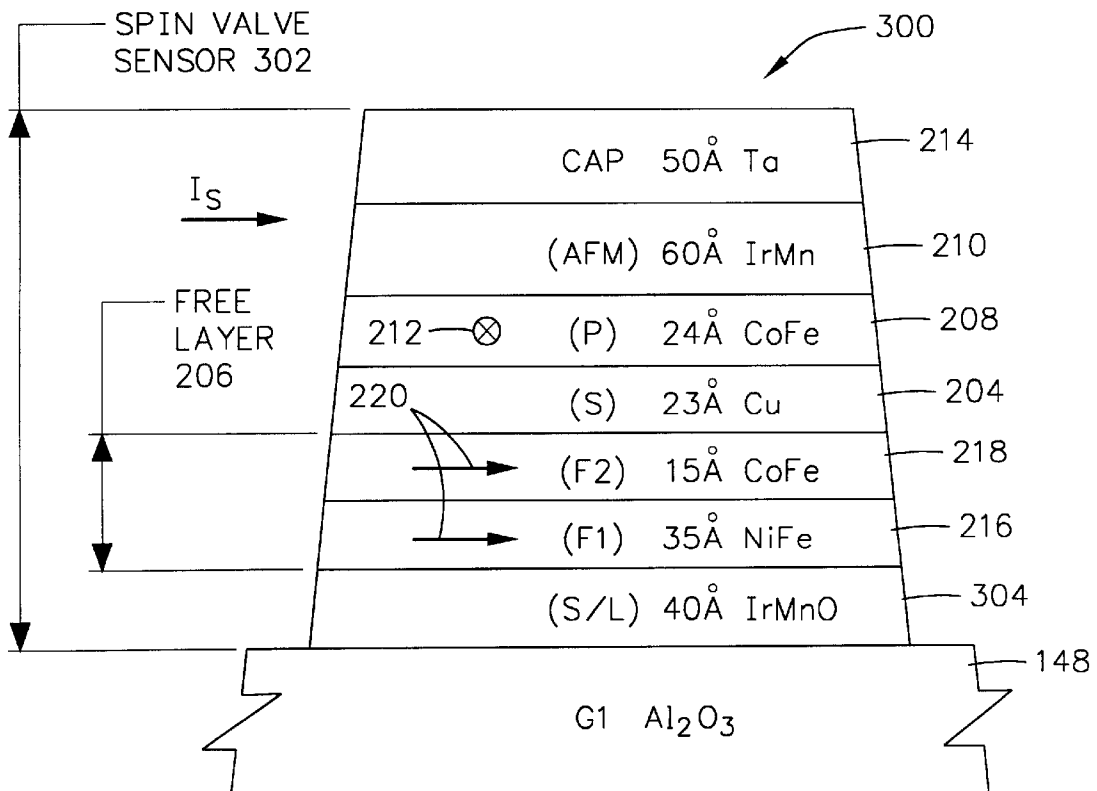 SPIN VALVE
SENSOR 302
300
CAP 50Å Ta
214
IS
(AFM) 60Å IrMn
210
FREE
LAYER
206
212
(P) 24Å CoFe
208
220
(S) 23Å Cu
204
(F2) 15Å CoFe
218
(F1) 35Å NiFe
216
(S/L) 40Å IrMnO
304
148
G1 Al₂O₃